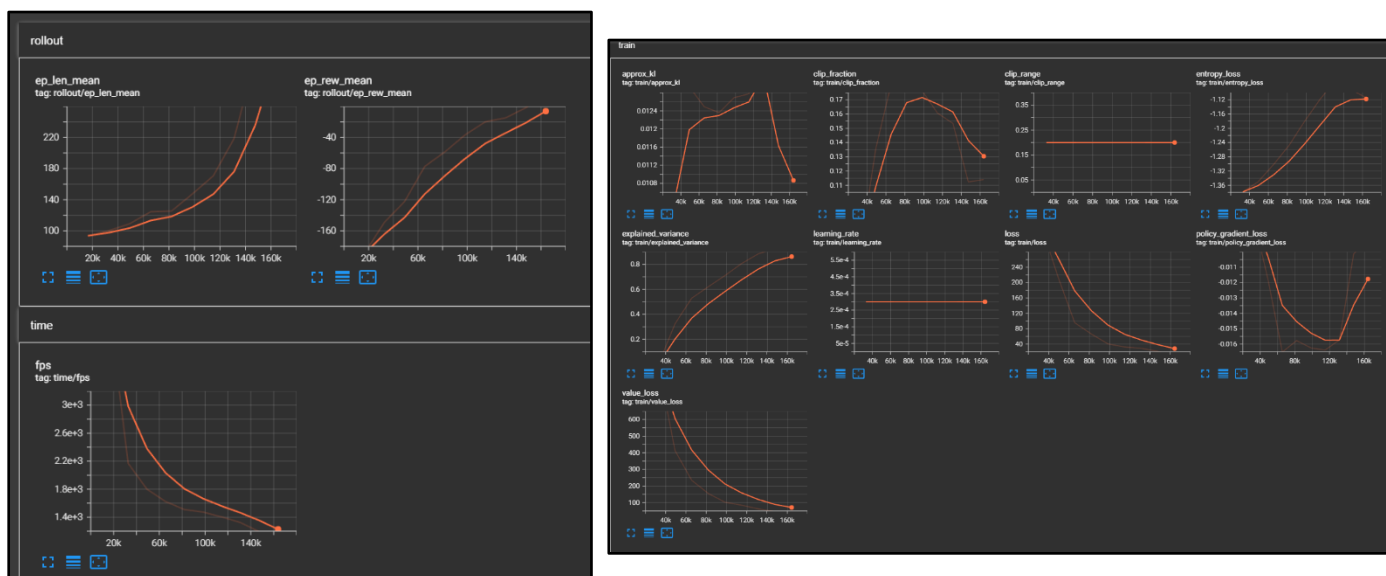 rollout
ep_len_mean
tag: rollout/ep_len_mean
220
180
140
100
20k 40k 60k 80k 100k 120k 140k 160k
ep_rew_mean
tag: rollout/ep_rew_mean
-40
-80
-120
-160
20k 40k 60k 80k 100k 120k 140k 160k
time
fps
tag: time/fps
3e+3
2.6e+3
2.2e+3
1.8e+3
1.4e+3
20k 60k 100k 140k
train
approx_kl
tag: train/approx_kl
0.0124
0.012
0.0116
0.0112
0.0108
40k 60k 80k 100k 120k 140k 160k
clip_fraction
tag: train/clip_fraction
0.17
0.16
0.15
0.14
0.13
0.12
0.11
40k 60k 80k 100k 120k 140k 160k
clip_range
tag: train/clip_range
0.35
0.25
0.15
0.05
40k 60k 80k 100k 120k 140k 160k
entropy_loss
tag: train/entropy_loss
-1.12
-1.16
-1.2
-1.24
-1.28
-1.32
-1.36
40k 60k 80k 100k 120k 140k 160k
explained_variance
tag: train/explained_variance
0.8
0.6
0.4
0.2
40k 60k 80k 100k 120k 140k 160k
learning_rate
tag: train/learning_rate
5.5e-4
4.5e-4
3.5e-4
2.5e-4
1.5e-4
5e-5
40k 60k 80k 100k 120k 140k 160k
loss
tag: train/loss
240
200
160
120
80
40
40k 60k 80k 100k 120k 140k 160k
policy_gradient_loss
tag: train/policy_gradient_loss
-0.011
-0.012
-0.013
-0.014
-0.015
-0.016
40k 80k 120k 160k
value_loss
tag: train/value_loss
600
500
400
300
200
100
40k 60k 80k 100k 120k 140k 160k